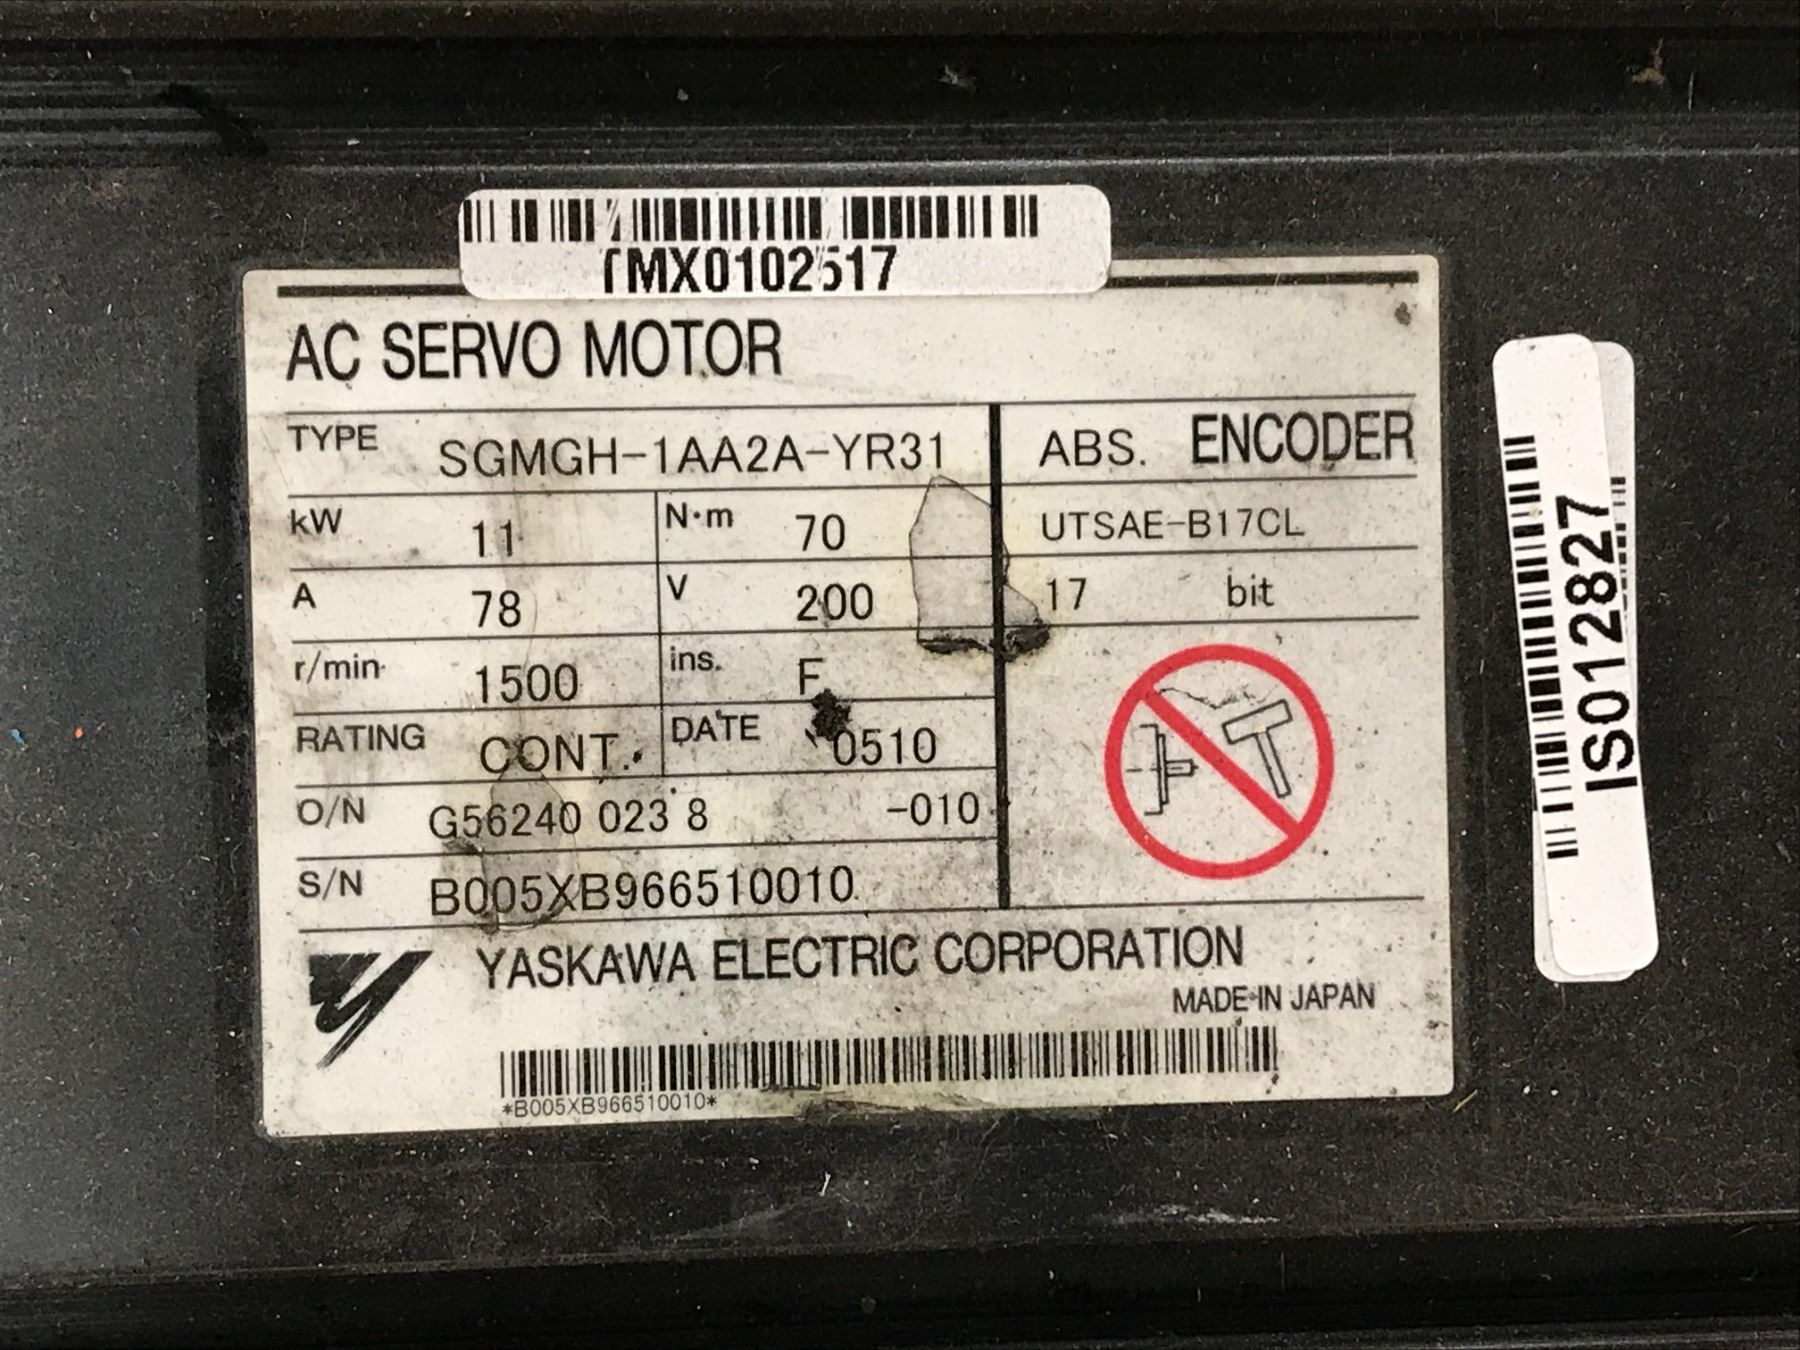 TMX0102517
AC SERVO MOTOR
TYPE SGMGH-1AA2A-YR31 ABS. ENCODER
kW 11 N·m 70 UTSAE-B17CL
A 78 V 200 17 bit
r/min 1500 ins. F
RATING CONT. DATE 0510
O/N G56240 023 8 -010
S/N B005XB966510010
YASKAWA ELECTRIC CORPORATION
MADE IN JAPAN
*B005XB966510010*
IS012827